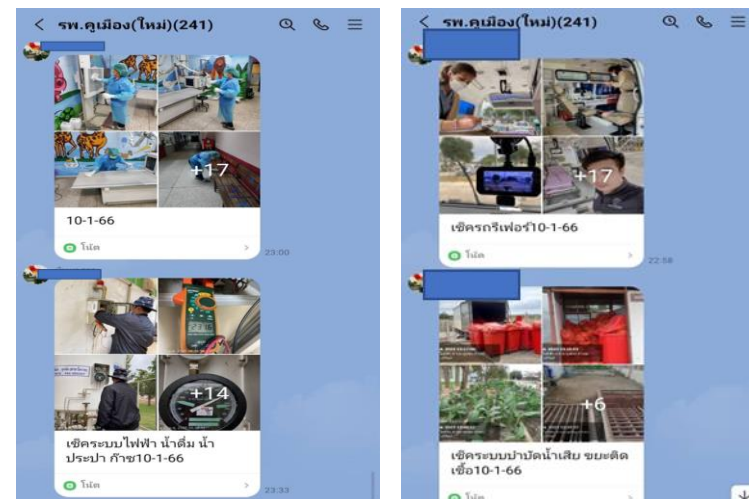 รพ.คูเมือง(ใหม่)(241)
+17
10-1-66
โน้ต
23:00
+14
เช็คระบบไฟฟ้า น้ำดื่ม น้ำ
ประปา ก๊าซ10-1-66
โน้ต
23:33
รพ.คูเมือง(ใหม่)(241)
+17
เช็ครถรีเฟอร์10-1-66
โน้ต
22:58
+6
เช็คระบบบำบัดน้ำเสีย ขยะติด
เชื้อ10-1-66
โน้ต